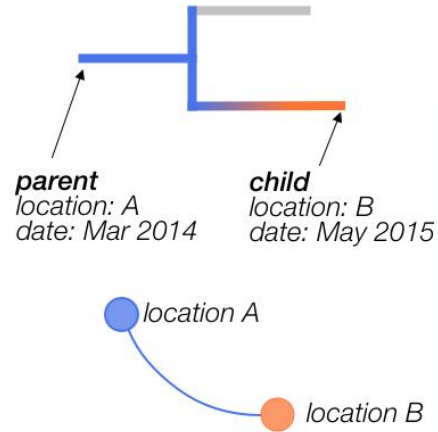 parent
location: A
date: Mar 2014
child
location: B
date: May 2015
location A
location B